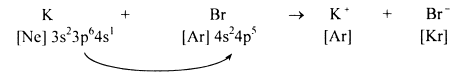 K + Br → K⁺ + Br⁻
[Ne] 3s²3p⁶4s¹ [Ar] 4s²4p⁵ [Ar] [Kr]